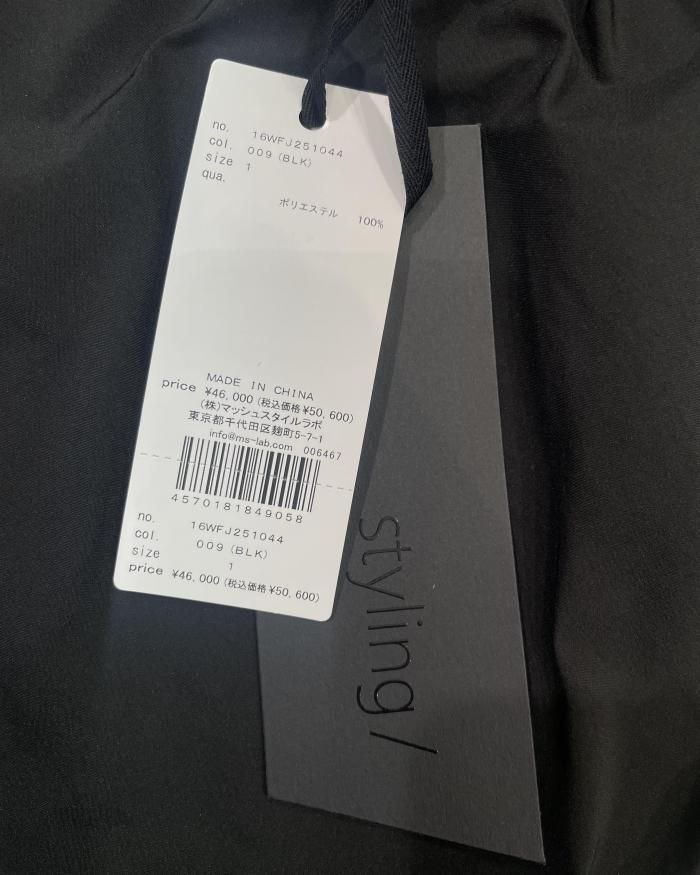 no. 16WFJ251044
col. 009 (BLK)
size 1
qua.
ポリエステル 100%
MADE IN CHINA
price ¥46,000 (税込価格¥50,600)
(株)マッシュスタイルラボ
東京都千代田区麹町5-7-1
info@ms-lab.com 006467
4570181849058
no. 16WFJ251044
col. 009 (BLK)
size 1
price ¥46,000 (税込価格¥50,600)
styling/